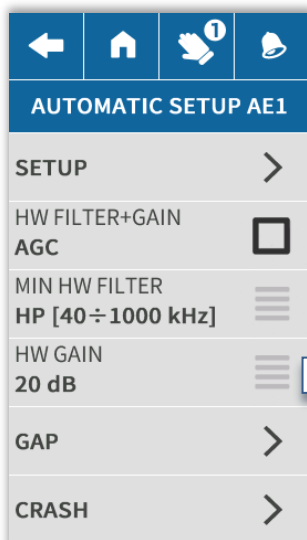 1
AUTOMATIC SETUP AE1
SETUP
HW FILTER+GAIN
AGC
MIN HW FILTER
HP [40÷1000 kHz]
HW GAIN
20 dB
GAP
CRASH